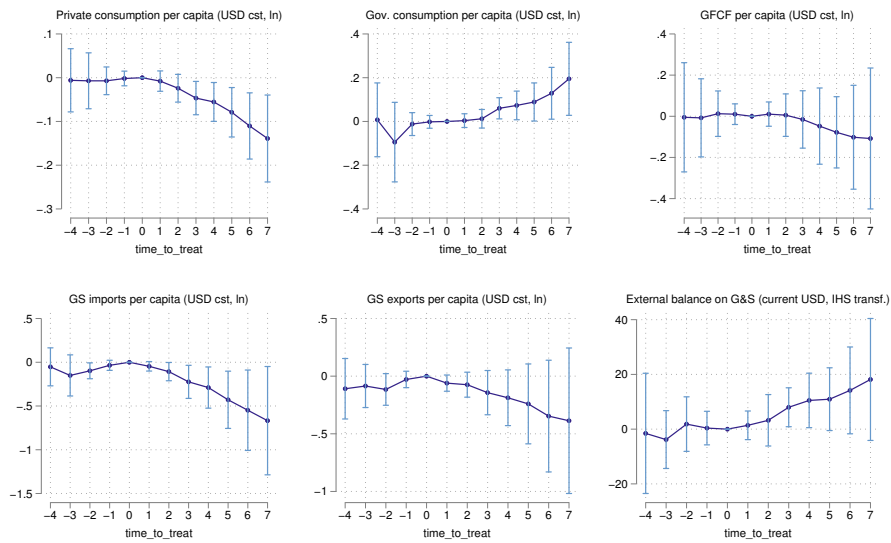 Private consumption per capita (USD cst, ln)
.1
0
−.1
−.2
−.3
−4 −3 −2 −1 0 1 2 3 4 5 6 7
time_to_treat
Gov. consumption per capita (USD cst, ln)
.4
.2
0
−.2
−.4
−4 −3 −2 −1 0 1 2 3 4 5 6 7
time_to_treat
GFCF per capita (USD cst, ln)
.4
.2
0
−.2
−.4
−4 −3 −2 −1 0 1 2 3 4 5 6 7
time_to_treat
GS imports per capita (USD cst, ln)
.5
0
−.5
−1
−1.5
−4 −3 −2 −1 0 1 2 3 4 5 6 7
time_to_treat
GS exports per capita (USD cst, ln)
.5
0
−.5
−1
−4 −3 −2 −1 0 1 2 3 4 5 6 7
time_to_treat
External balance on G&S (current USD, IHS transf.)
40
20
0
−20
−4 −3 −2 −1 0 1 2 3 4 5 6 7
time_to_treat